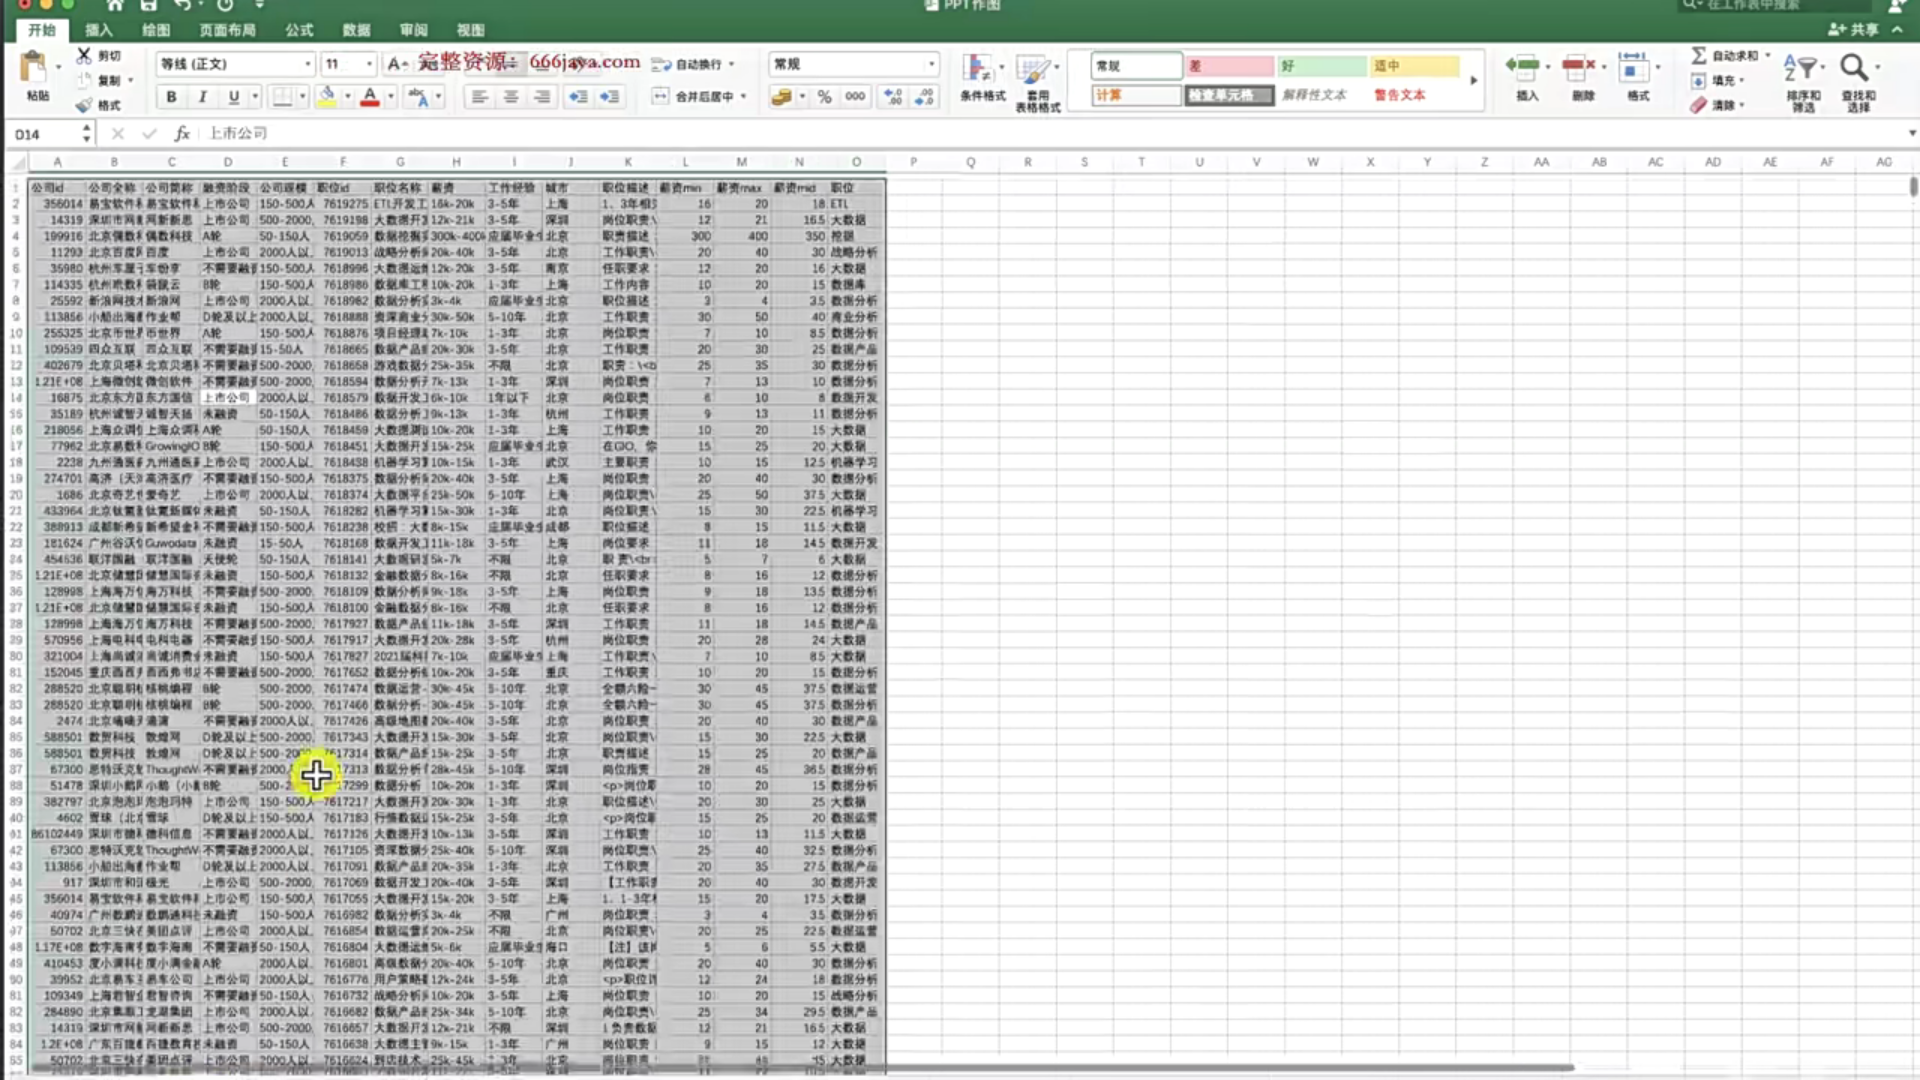 PPT作图
在工作表中搜索
开始 插入 绘图 页面布局 公式 数据 审阅 视图
共享
完整资源：666java.com
粘贴 剪切 复制 格式
等线 (正文) 11
自动换行 合并后居中
常规
条件格式 套用表格格式
常规 差 好 适中
计算 检查单元格 解释性文本 警告文本
插入 删除 格式
自动求和 填充 清除
排序和筛选 查找和选择
D14 fx 上市公司
A B C D E F G H I J K L M N O P Q R S T U V W X Y Z AA AB AC AD AE AF AG
1 公司id 公司全称 公司简称 融资阶段 公司规模 职位id 职位名称 薪资 工作经验 城市 职位描述 薪资min 薪资max 薪资mid 职位
2 356014 易宝软件 上市公司 150-500人 7619275 ETL开发工 16k-20k 3-5年 上海 16 20 18 ETL
3 14319 深圳市网 网新新思 上市公司 500-2000 7619198 大数据开 12k-21k 3-5年 深圳 岗位职责 12 21 16.5 大数据
4 199916 北京偶数 偶数科技 A轮 50-150人 7619059 数据挖掘 300k-400k 应届毕业生 北京 职责描述 300 400 350 挖掘
5 11293 北京百度 百度 上市公司 2000人以 7619013 战略分析 20k-40k 3-5年 北京 工作职责 20 40 30 战略分析
6 35980 杭州车厘子 车纷享 不需要融资 150-500人 7618996 大数据运维 12k-20k 3-5年 南京 任职要求 12 20 16 大数据
7 114335 杭州玳数 袋鼠云 B轮 150-500人 7618986 数据库工 10k-20k 1-3年 上海 工作内容 10 20 15 数据库
8 25592 新浪网技术 新浪网 上市公司 2000人以 7618962 数据分析 3k-4k 应届毕业生 北京 职位描述 3 4 3.5 数据分析
9 113856 小船出海 作业帮 D轮及以上 2000人以 7618888 资深商业分 30k-50k 5-10年 北京 工作职责 30 50 40 商业分析
10 255325 北京币世界 币世界 A轮 150-500人 7618876 项目经理 7k-10k 1-3年 北京 岗位职责 7 10 8.5 数据分析
11 109539 四众互联 四众互联 不需要融资 15-50人 7618665 数据产品 20k-30k 3-5年 北京 工作职责 20 30 25 数据产品
12 402679 北京贝塔 北京贝塔 不需要融资 500-2000 7618658 游戏数据分 25k-35k 不限 北京 职责：\<b 25 35 30 数据分析
13 1.21E+08 上海微创 微创软件 不需要融资 500-2000 7618594 数据分析 7k-13k 1-3年 深圳 岗位职责 7 13 10 数据分析
14 16875 北京东方 东方国信 上市公司 2000人以 7618579 数据开发工 6k-10k 1年以下 北京 岗位职责 6 10 8 数据开发
35189 杭州诚智 诚智天扬 未融资 50-150人 7618486 数据分析 9k-13k 1-3年 杭州 工作职责 9 13 11 数据分析
16 218056 上海众调 上海众调 A轮 50-150人 7618459 大数据测 10k-20k 1-3年 上海 工作职责 10 20 15 大数据
17 77962 北京易数 GrowingIO B轮 150-500人 7618451 大数据开 15k-25k 应届毕业生 北京 在GIO，你 15 25 20 大数据
18 2238 九州通医 九州通医 上市公司 2000人以 7618438 机器学习 10k-15k 1-3年 武汉 主要职责 10 15 12.5 机器学习
19 274701 高济（天 高济医疗 不需要融资 2000人以 7618375 数据分析 20k-40k 3-5年 上海 岗位职责 20 40 30 数据分析
20 1686 北京奇艺 爱奇艺 上市公司 2000人以 7618374 大数据平 25k-50k 5-10年 上海 岗位职责 25 50 37.5 大数据
21 433964 北京钛氪 钛氪新媒 未融资 50-150人 7618282 机器学习 15k-30k 1-3年 北京 岗位职责 15 30 22.5 机器学习
22 388913 成都新希 新希望金 不需要融资 150-500人 7618238 校招：大 8k-15k 应届毕业生 成都 职位描述 8 15 11.5 大数据
23 181624 广州谷沃 Guwodata 未融资 15-50人 7618168 数据开发工 11k-18k 3-5年 上海 岗位要求 11 18 14.5 数据开发
454536 联洋国融 联洋国融 天使轮 50-150人 7618141 大数据研 5k-7k 不限 北京 职 责\<br 5 7 6 大数据
1.21E+08 北京储慧 储慧国际 未融资 150-500人 7618132 金融数据分 8k-16k 不限 北京 任职要求 8 16 12 数据分析
128998 上海海万 海万科技 不需要融资 500-2000 7618109 数据分析 9k-18k 3-5年 上海 岗位职责 9 18 13.5 数据分析
1.21E+08 北京储慧 储慧国际 未融资 150-500人 7618100 金融数据分 8k-16k 不限 北京 任职要求 8 16 12 数据分析
128998 上海海万 海万科技 不需要融资 500-2000 7617927 数据产品 11k-18k 3-5年 深圳 工作职责 11 18 14.5 数据产品
570956 上海电科 电科电器 不需要融资 150-500人 7617917 大数据开 20k-28k 3-5年 杭州 工作职责 20 28 24 大数据
321004 上海尚诚 尚诚消费 未融资 150-500人 7617827 2021届科 7k-10k 应届毕业生 上海 工作职责 7 10 8.5 大数据
152045 重庆西西 西西弗书店 不需要融资 500-2000 7617652 数据分析 10k-20k 3-5年 重庆 工作职责 10 20 15 数据分析
288520 北京聪明 核桃编程 B轮 500-2000 7617474 数据运营 30k-45k 5-10年 北京 全额六险一 30 45 37.5 数据运营
288520 北京聪明 核桃编程 B轮 500-2000 7617466 数据分析 30k-45k 5-10年 北京 全额六险一 30 45 37.5 数据分析
2474 北京嘀嘀 滴滴 不需要融资 2000人以 7617426 高级地图 20k-40k 3-5年 北京 岗位职责 20 40 30 数据产品
588501 数贸科技 敦煌网 D轮及以上 500-2000 7617343 大数据开 15k-30k 3-5年 北京 岗位职责 15 30 22.5 大数据
588501 数贸科技 敦煌网 D轮及以上 7617314 数据产品 15k-25k 3-5年 北京 职责描述 15 25 20 数据产品
67300 思特沃克 ThoughtW 不需要融资 2000 17313 数据分析 28k-45k 5-10年 深圳 岗位指责 28 45 36.5 数据分析
51478 深圳小鹅 小鹅（小 B轮 17299 数据分析 10k-20k 1-3年 深圳 <p>岗位职 10 20 15 数据分析
382797 北京泡泡 泡泡玛特 上市公司 150-500人 7617217 大数据开 20k-30k 1-3年 北京 职位描述 20 30 25 大数据
40 4602 雪球（北 雪球 D轮及以上 150-500人 7617183 行情数据 15k-25k 3-5年 北京 <p>岗位职 15 25 20 数据运营
86102449 深圳市德 德科信息 不需要融资 2000人以 7617126 大数据开 10k-13k 3-5年 深圳 工作职责 10 13 11.5 大数据
42 67300 思特沃克 ThoughtW 不需要融资 2000人以 7617105 资深数据 25k-40k 5-10年 深圳 岗位职责 25 40 32.5 数据分析
43 113856 小船出海 作业帮 D轮及以上 2000人以 7617091 数据产品 20k-35k 1-3年 北京 工作职责 20 35 27.5 数据产品
917 深圳市和 极光 上市公司 500-2000 7617069 数据开发工 20k-40k 3-5年 深圳 【工作职责 20 40 30 数据开发
45 356014 易宝软件 上市公司 150-500人 7617055 大数据开 15k-20k 3-5年 上海 15 20 17.5 大数据
46 40974 广州数鹏 数鹏通科技 未融资 150-500人 7616982 数据分析 3k-4k 不限 广州 岗位职责 3 4 3.5 数据分析
50702 北京三快 美团点评 上市公司 2000人以 7616854 数据运营 20k-25k 不限 北京 岗位职责 20 25 22.5 数据运营
48 1.17E+08 数字海南 数字海南 不需要融资 50-150人 7616804 大数据运维 5k-6k 应届毕业生 海口 【注】该 5 6 5.5 大数据
49 410453 度小满科 度小满金融 A轮 2000人以 7616801 高级数据分 20k-40k 5-10年 北京 岗位职责 20 40 30 数据分析
39952 北京易车 易车公司 上市公司 2000人以 7616776 用户策略 12k-24k 3-5年 北京 <p>职位 12 24 18 数据分析
109349 上海君智 君智咨询 不需要融资 50-150人 7616732 战略分析 10k-20k 3-5年 上海 岗位职责 10 20 15 战略分析
284890 北京集 龙湖集团 上市公司 2000人以 7616682 数据产品 25k-34k 5-10年 北京 岗位职责 25 34 29.5 数据产品
14319 深圳市网 网新新思 上市公司 500-2000 7616657 大数据开 12k-21k 不限 深圳 1.负责数据 12 21 16.5 大数据
1.2E+08 广东百捷 百捷教育 未融资 50-150人 7616638 大数据主 9k-15k 1-3年 广州 岗位职责 9 15 12 大数据
50702 北京三快 美团点评 上市公司 2000人以 7616624 到店技术 25k-45k 北京 大数据